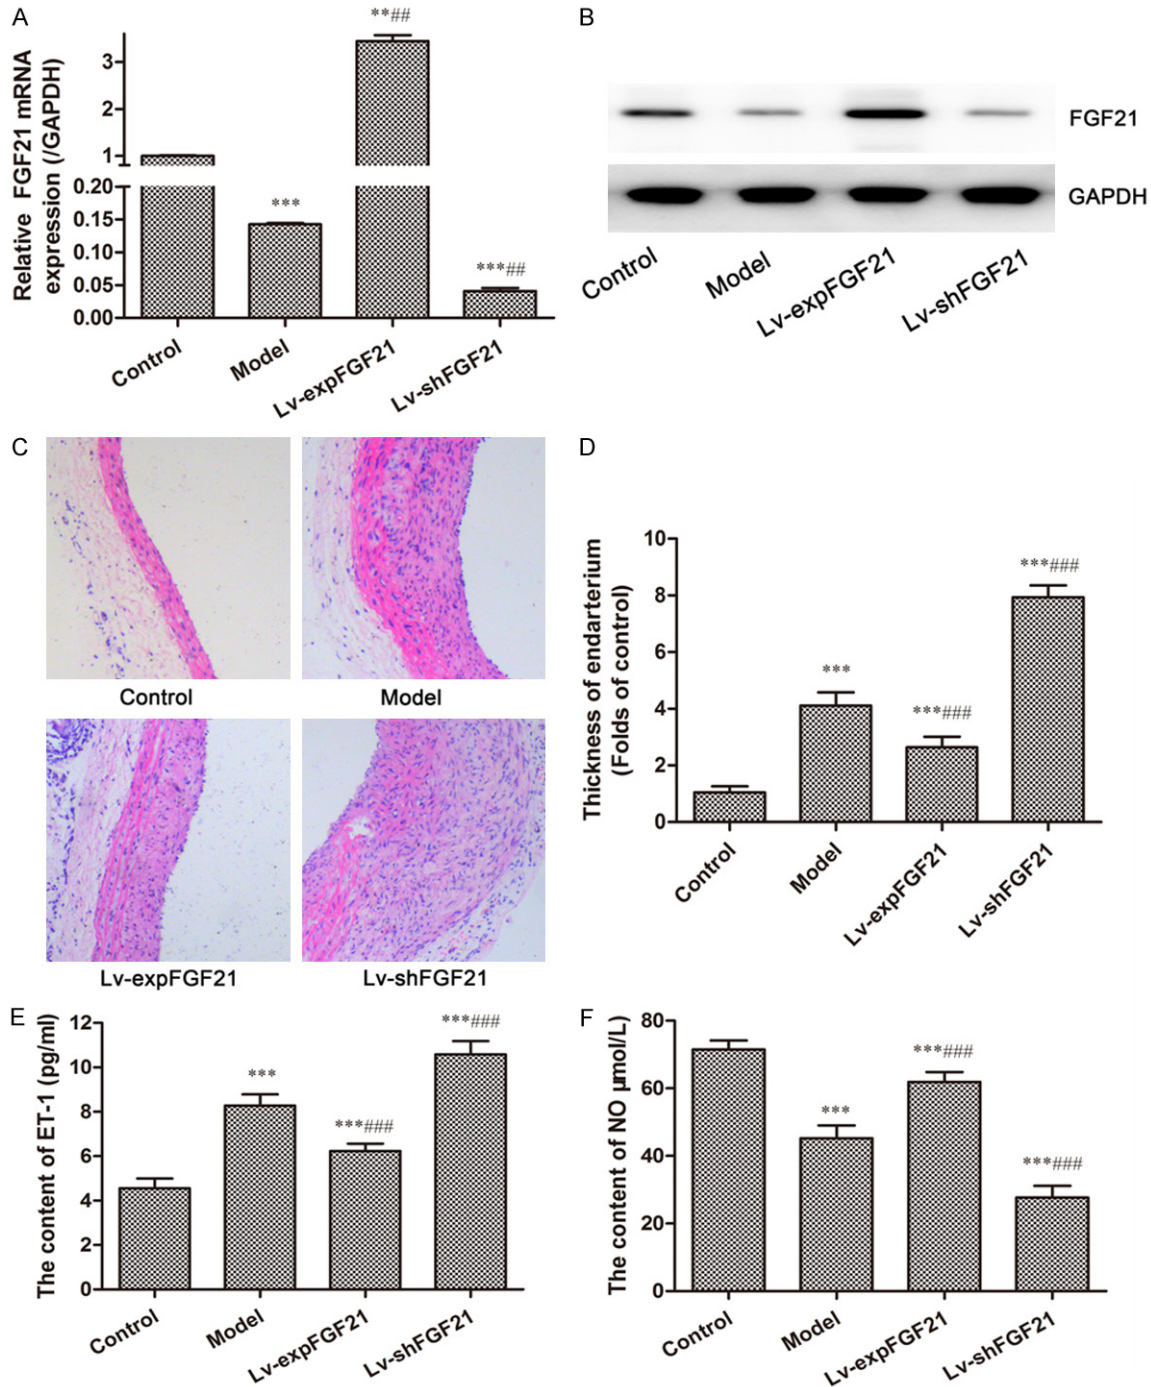 A
Relative FGF21 mRNA
expression (/GAPDH)
3
2
1
0.20
0.15
0.10
0.05
0.00
***
**##
***##
Control
Model
Lv-expFGF21
Lv-shFGF21
B
FGF21
GAPDH
Control
Model
Lv-expFGF21
Lv-shFGF21
C
Control
Model
Lv-expFGF21
Lv-shFGF21
D
Thickness of endarterium
(Folds of control)
10
8
6
4
2
0
***
***###
***###
Control
Model
Lv-expFGF21
Lv-shFGF21
E
The content of ET-1 (pg/ml)
12
10
8
6
4
2
0
***
***###
***###
Control
Model
Lv-expFGF21
Lv-shFGF21
F
The content of NO μmol/L)
80
60
40
20
0
***
***###
***###
Control
Model
Lv-expFGF21
Lv-shFGF21